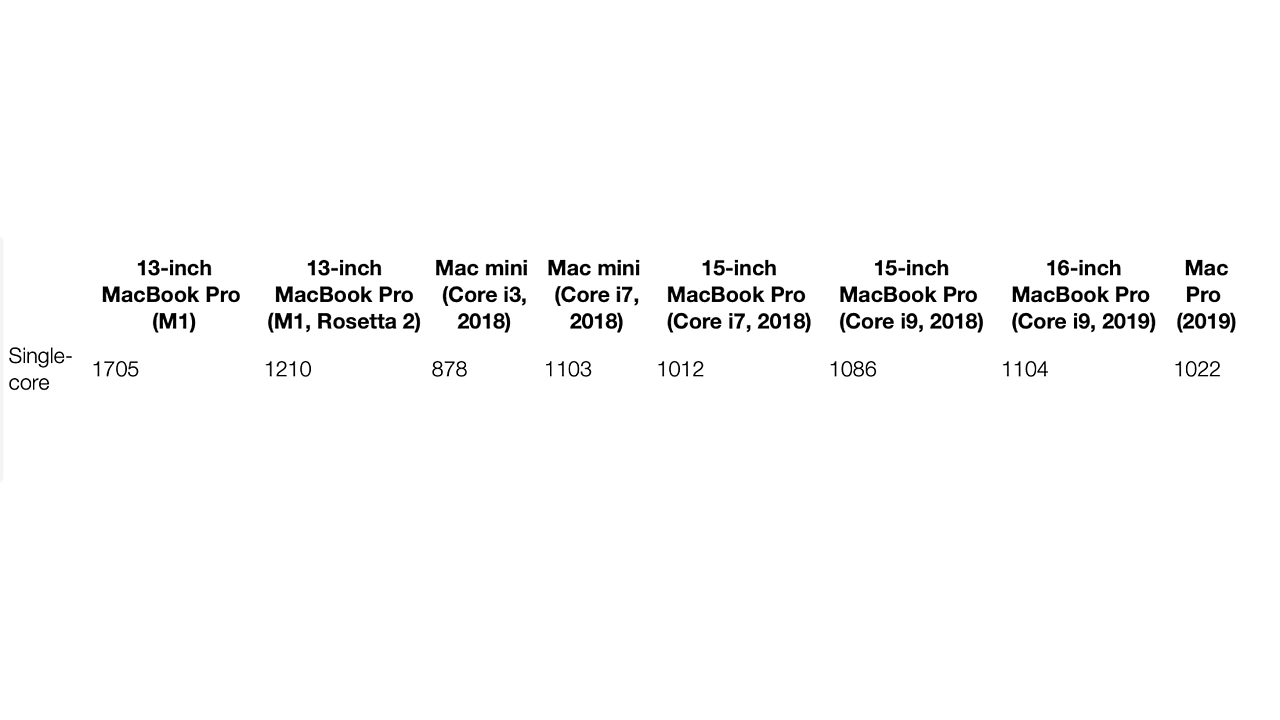 13-inch MacBook Pro (M1)
13-inch MacBook Pro (M1, Rosetta 2)
Mac mini (Core i3, 2018)
Mac mini (Core i7, 2018)
15-inch MacBook Pro (Core i7, 2018)
15-inch MacBook Pro (Core i9, 2018)
16-inch MacBook Pro (Core i9, 2019)
Mac Pro (2019)
Single-core 1705 1210 878 1103 1012 1086 1104 1022